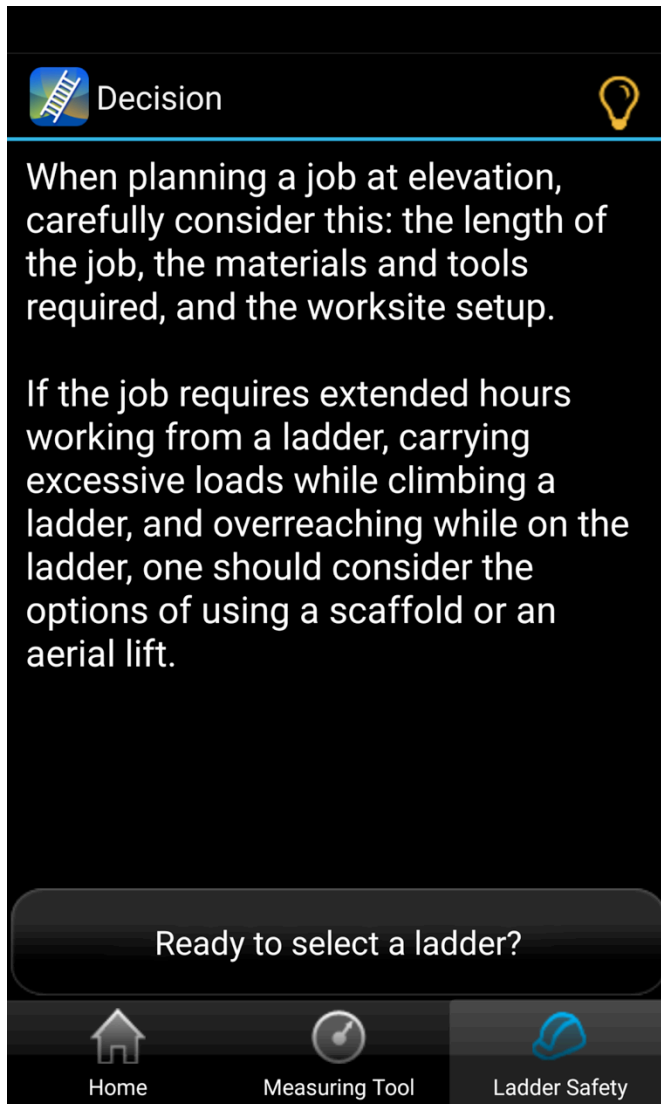 Decision
When planning a job at elevation,
carefully consider this: the length of
the job, the materials and tools
required, and the worksite setup.
If the job requires extended hours
working from a ladder, carrying
excessive loads while climbing a
ladder, and overreaching while on the
ladder, one should consider the
options of using a scaffold or an
aerial lift.
Ready to select a ladder?
Home
Measuring Tool
Ladder Safety